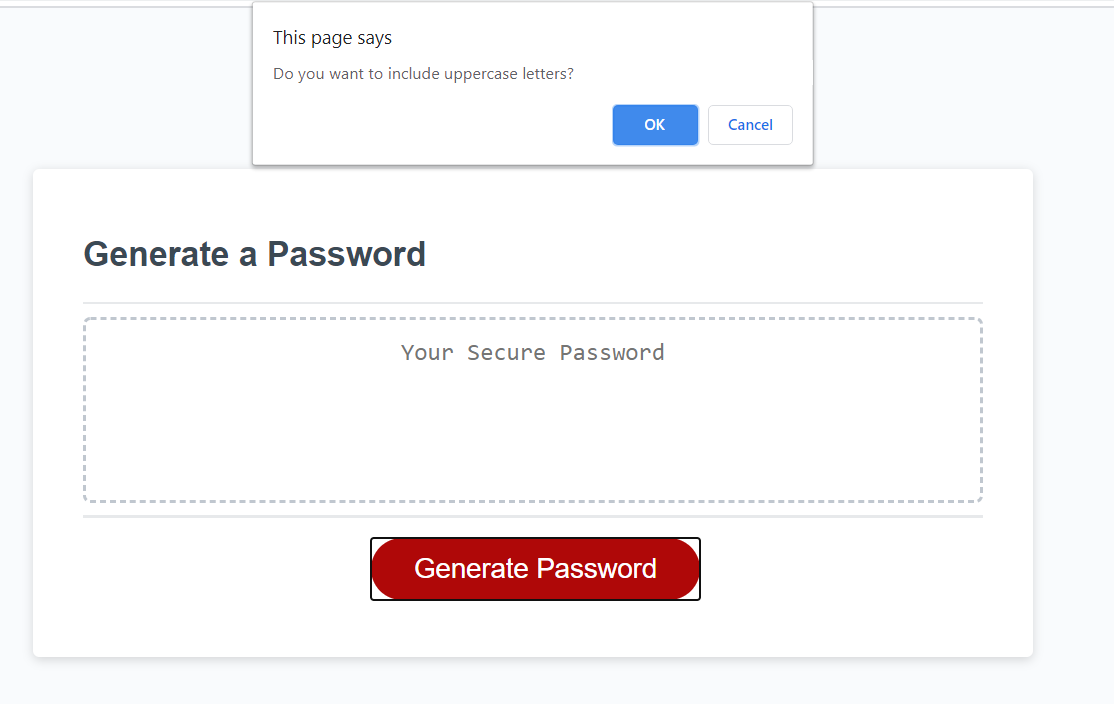 This page says
Do you want to include uppercase letters?
OK
Cancel
Generate a Password
Your Secure Password
Generate Password